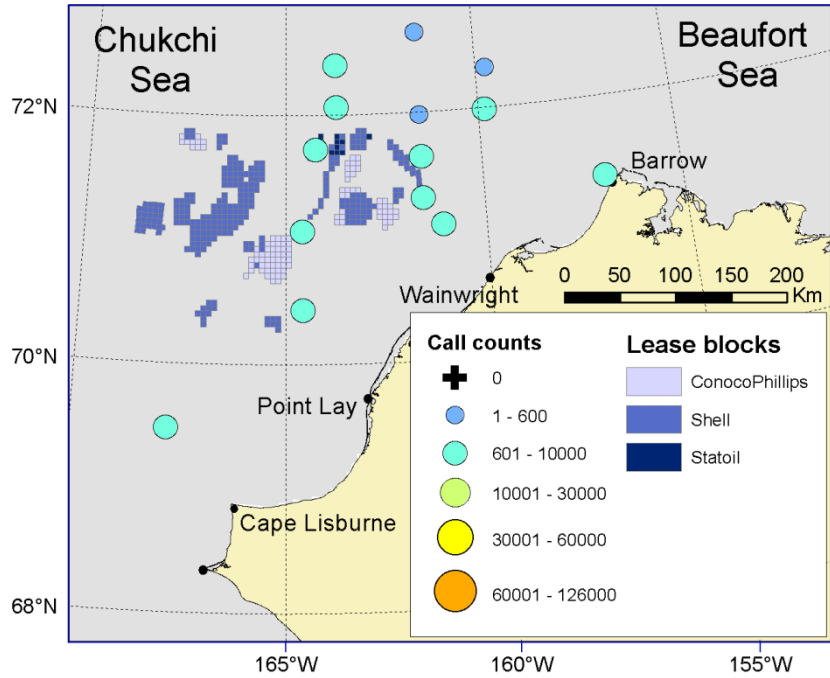 Chukchi
Sea
Beaufort
Sea
72°N
Barrow
0 50 100 150 200
Km
Wainwright
70°N
Call counts
0
1 - 600
601 - 10000
10001 - 30000
30001 - 60000
60001 - 126000
Lease blocks
ConocoPhillips
Shell
Statoil
Point Lay
Cape Lisburne
68°N
165°W
160°W
155°W